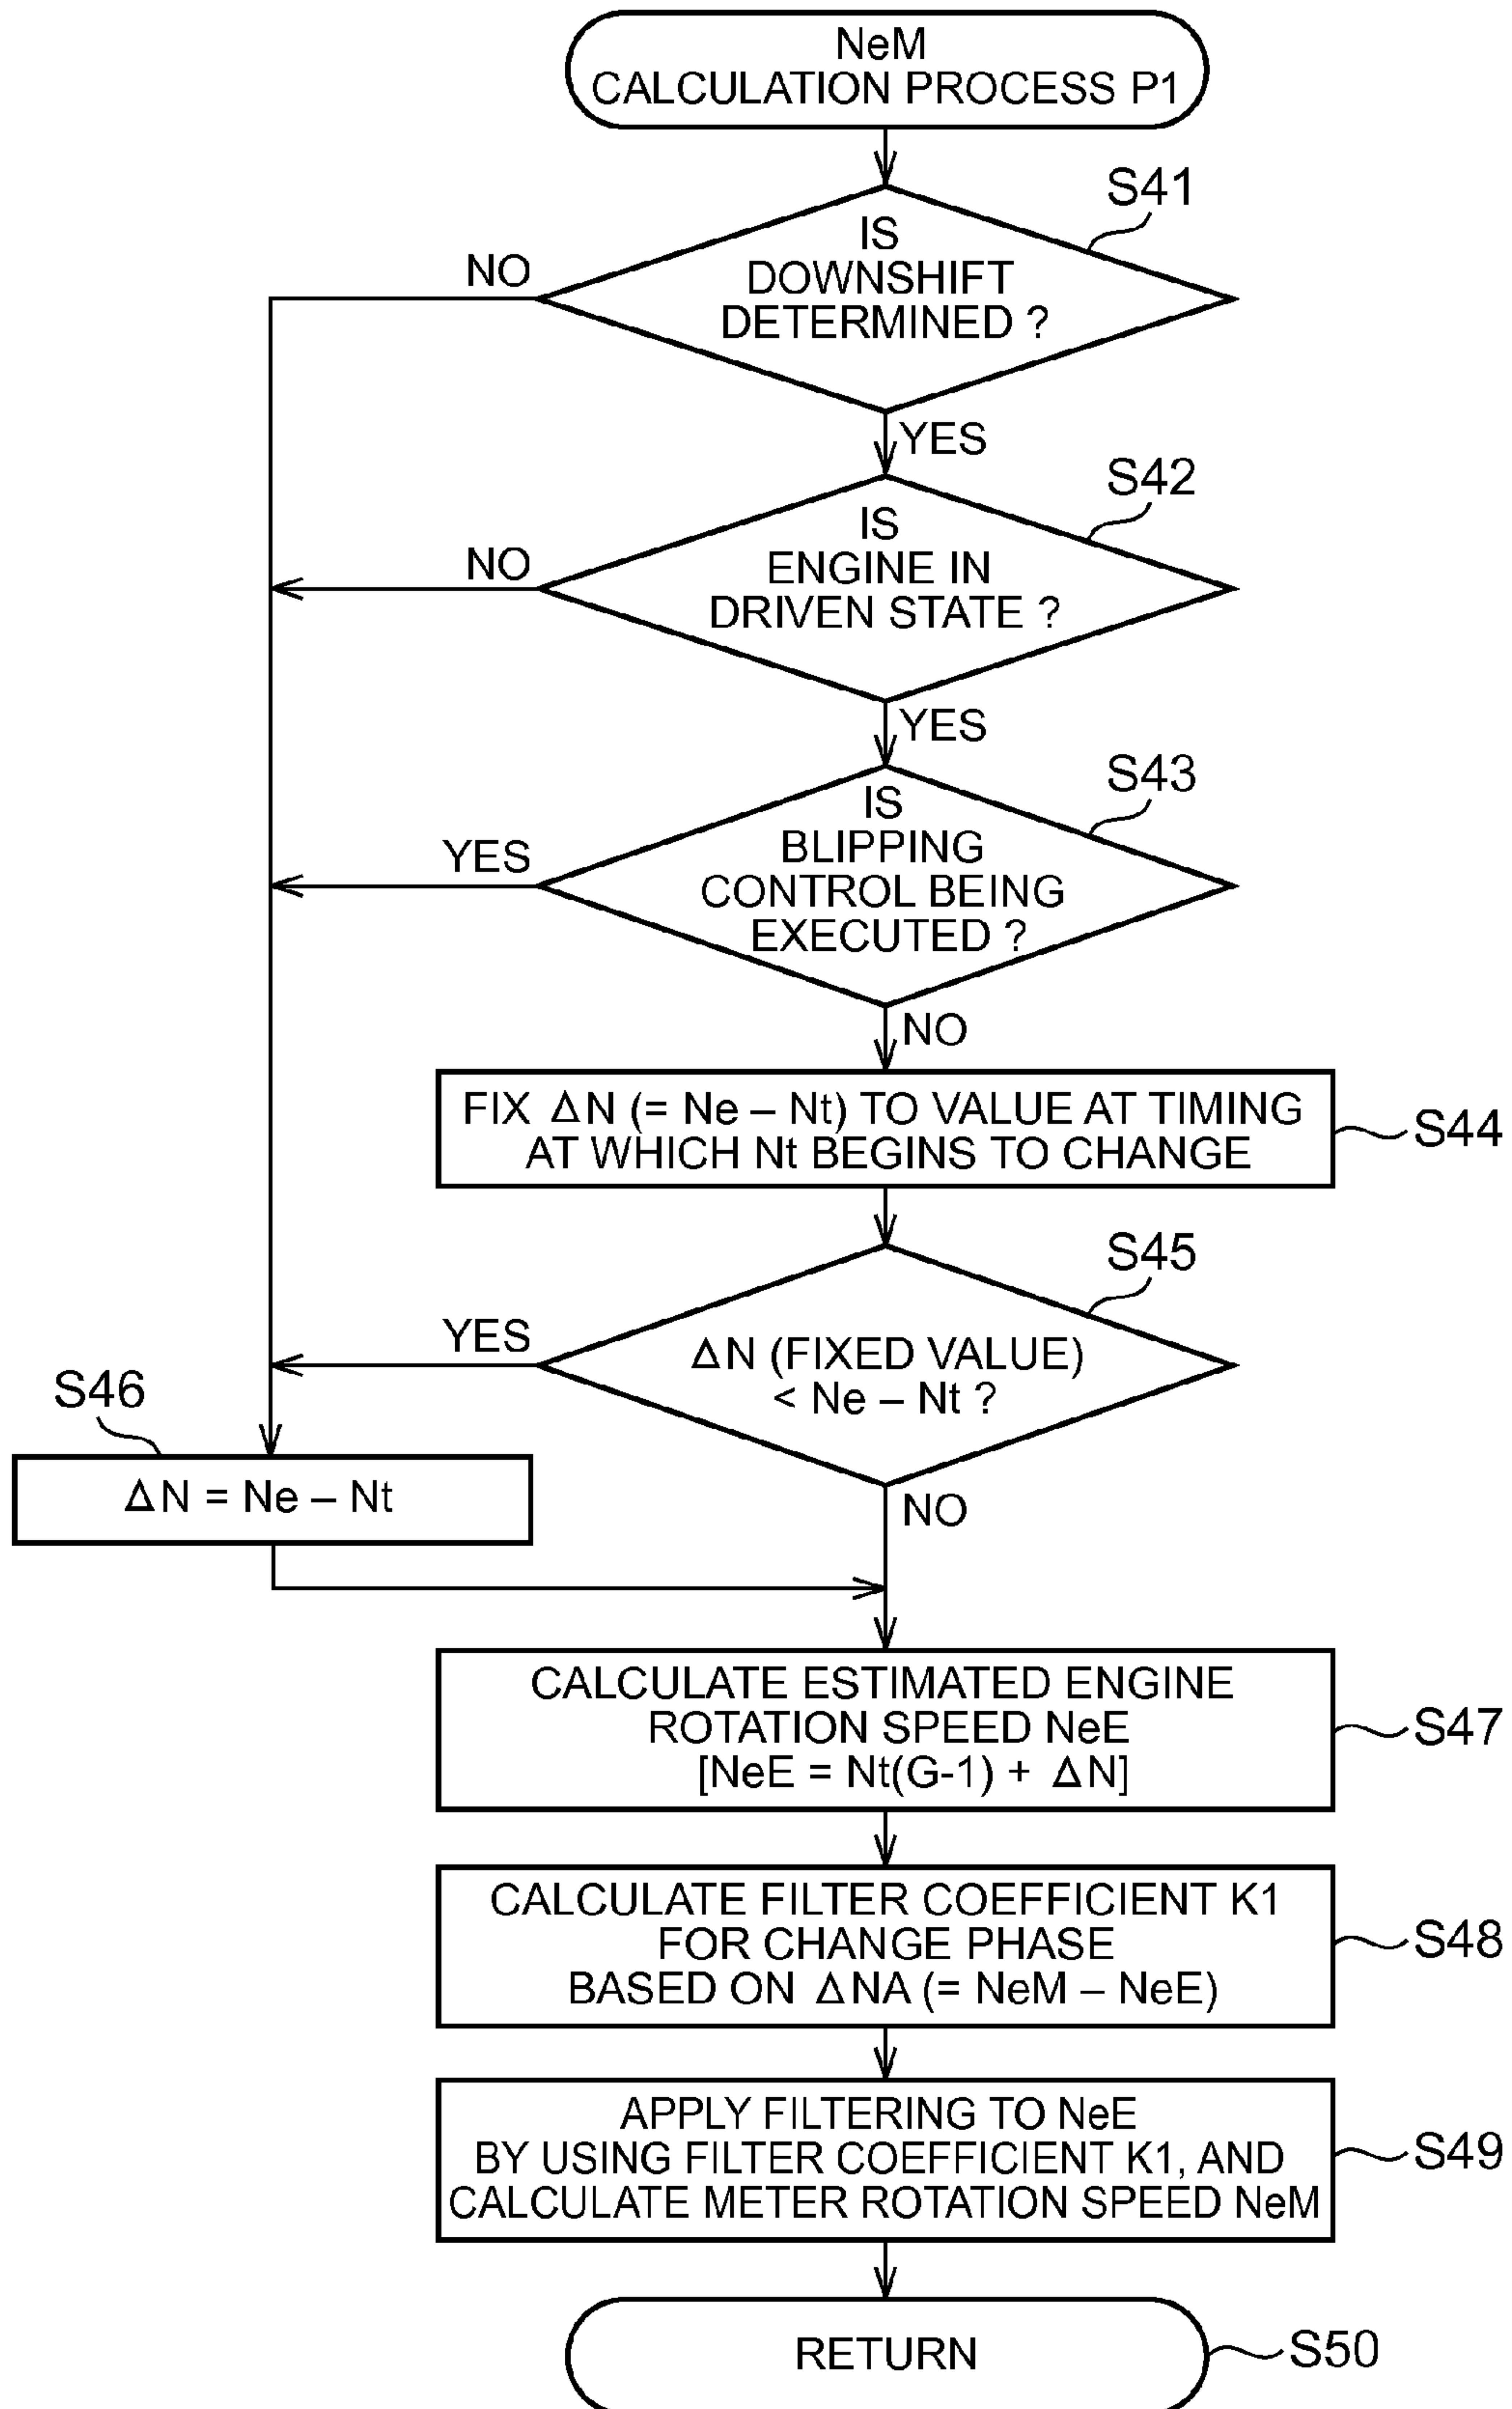 NeM
CALCULATION PROCESS P1
S41
IS
DOWNSHIFT
DETERMINED ?
NO
YES
S42
IS
ENGINE IN
DRIVEN STATE ?
NO
YES
S43
IS
BLIPPING
CONTROL BEING
EXECUTED ?
YES
NO
FIX ΔN (= Ne – Nt) TO VALUE AT TIMING
AT WHICH Nt BEGINS TO CHANGE
S44
S45
ΔN (FIXED VALUE)
< Ne – Nt ?
YES
NO
S46
ΔN = Ne – Nt
CALCULATE ESTIMATED ENGINE
ROTATION SPEED NeE
[NeE = Nt(G-1) + ΔN]
S47
CALCULATE FILTER COEFFICIENT K1
FOR CHANGE PHASE
BASED ON ΔNA (= NeM – NeE)
S48
APPLY FILTERING TO NeE
BY USING FILTER COEFFICIENT K1, AND
CALCULATE METER ROTATION SPEED NeM
S49
RETURN
S50